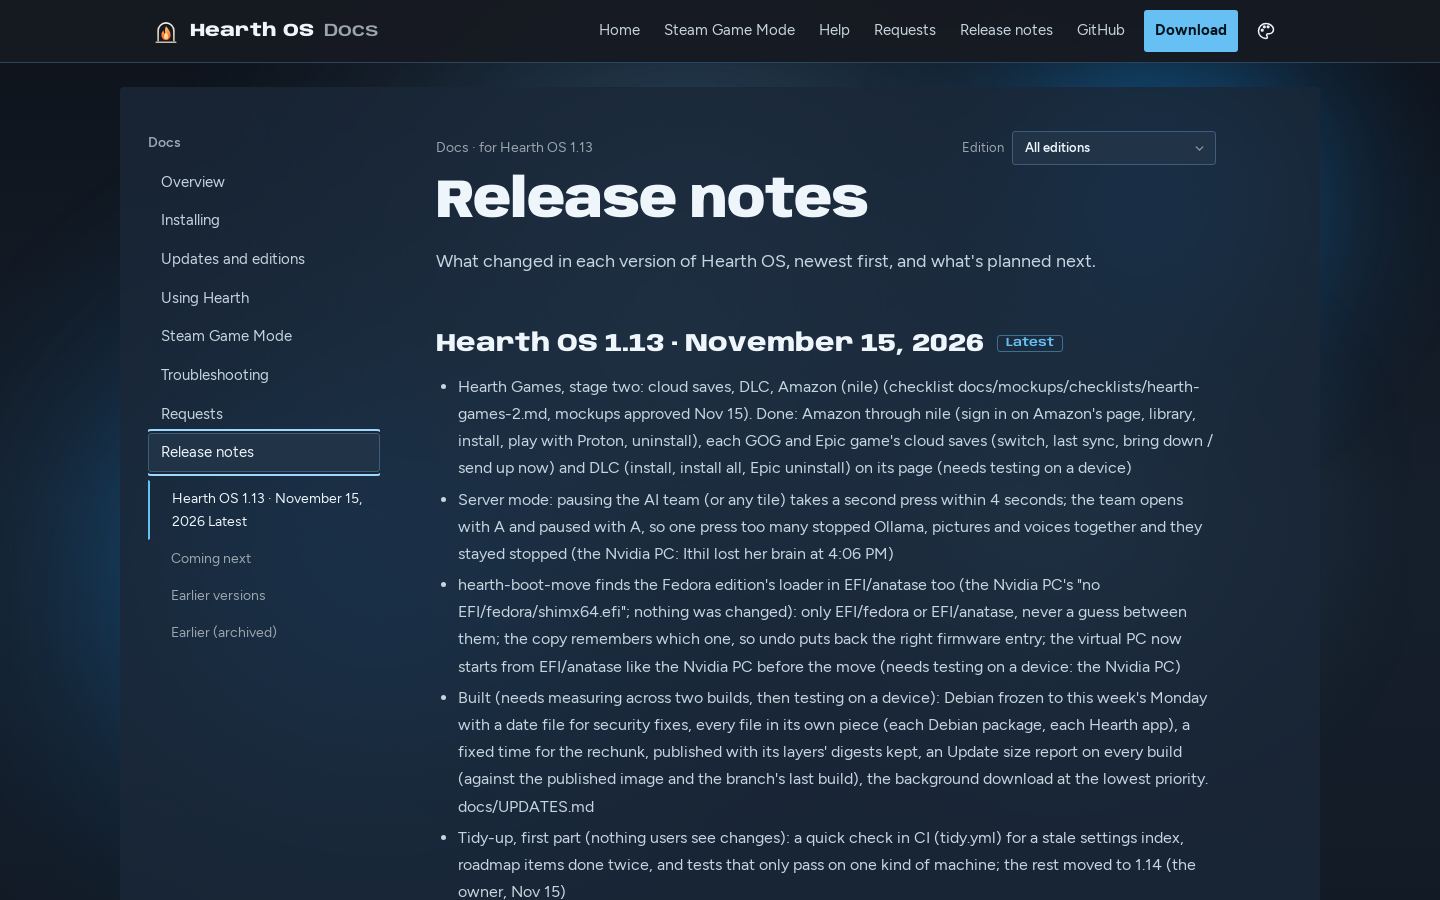 Hearth OS Docs
Home
Steam Game Mode
Help
Requests
Release notes
GitHub
Download
Docs
Overview
Installing
Updates and editions
Using Hearth
Steam Game Mode
Troubleshooting
Requests
Release notes
Hearth OS 1.13 · November 15,
2026 Latest
Coming next
Earlier versions
Earlier (archived)
Docs · for Hearth OS 1.13
Edition
All editions
Release notes
What changed in each version of Hearth OS, newest first, and what's planned next.
Hearth OS 1.13 · November 15, 2026 Latest
• Hearth Games, stage two: cloud saves, DLC, Amazon (nile) (checklist docs/mockups/checklists/hearth-
games-2.md, mockups approved Nov 15). Done: Amazon through nile (sign in on Amazon's page, library,
install, play with Proton, uninstall), each GOG and Epic game's cloud saves (switch, last sync, bring down /
send up now) and DLC (install, install all, Epic uninstall) on its page (needs testing on a device)
• Server mode: pausing the AI team (or any tile) takes a second press within 4 seconds; the team opens
with A and paused with A, so one press too many stopped Ollama, pictures and voices together and they
stayed stopped (the Nvidia PC: Ithil lost her brain at 4:06 PM)
• hearth-boot-move finds the Fedora edition's loader in EFI/anatase too (the Nvidia PC's "no
EFI/fedora/shimx64.efi"; nothing was changed): only EFI/fedora or EFI/anatase, never a guess between
them; the copy remembers which one, so undo puts back the right firmware entry; the virtual PC now
starts from EFI/anatase like the Nvidia PC before the move (needs testing on a device: the Nvidia PC)
• Built (needs measuring across two builds, then testing on a device): Debian frozen to this week's Monday
with a date file for security fixes, every file in its own piece (each Debian package, each Hearth app), a
fixed time for the rechunk, published with its layers' digests kept, an Update size report on every build
(against the published image and the branch's last build), the background download at the lowest priority.
docs/UPDATES.md
• Tidy-up, first part (nothing users see changes): a quick check in CI (tidy.yml) for a stale settings index,
roadmap items done twice, and tests that only pass on one kind of machine; the rest moved to 1.14 (the
owner, Nov 15)